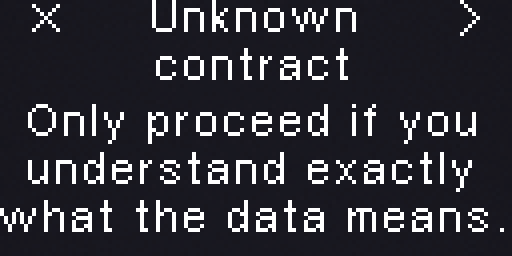 Unknown
contract
Only proceed if you
understand exactly
what the data means.